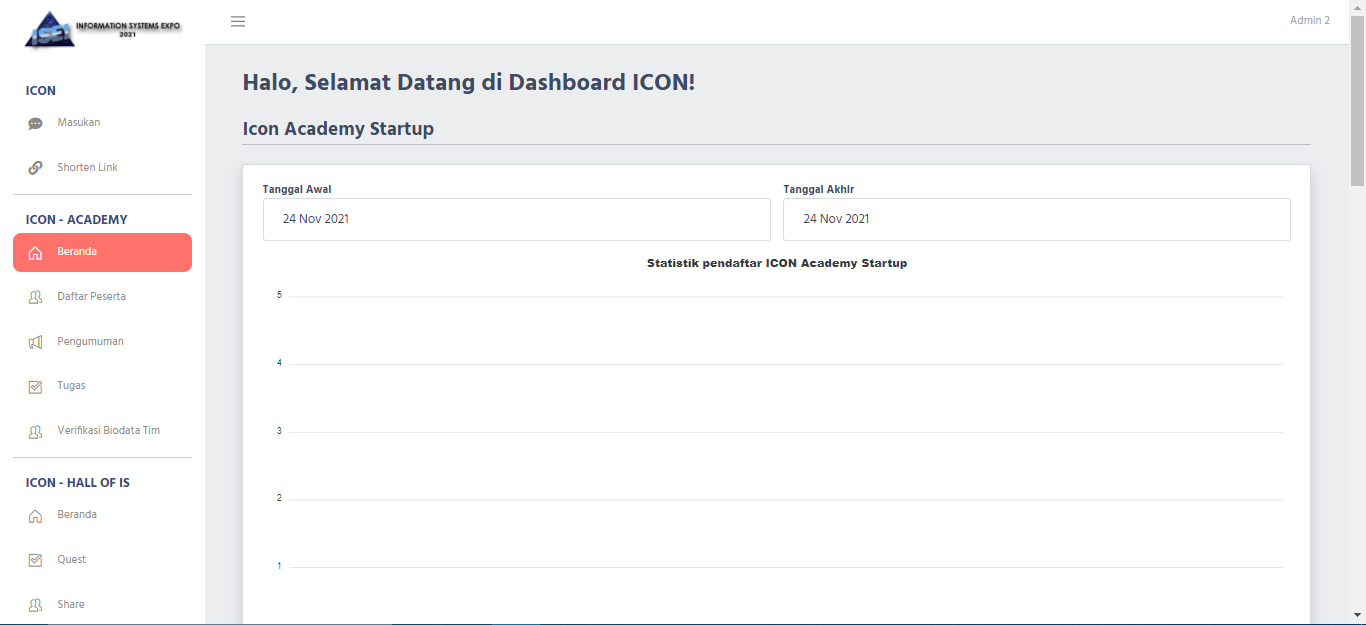 ISE!
INFORMATION SYSTEMS EXPO
2021
Admin 2
ICON
Masukan
Shorten Link
ICON - ACADEMY
Beranda
Daftar Peserta
Pengumuman
Tugas
Verifikasi Biodata Tim
ICON - HALL OF IS
Beranda
Quest
Share
Halo, Selamat Datang di Dashboard ICON!
Icon Academy Startup
Tanggal Awal
Tanggal Akhir
24 Nov 2021
24 Nov 2021
Statistik pendaftar ICON Academy Startup
5
4
3
2
1